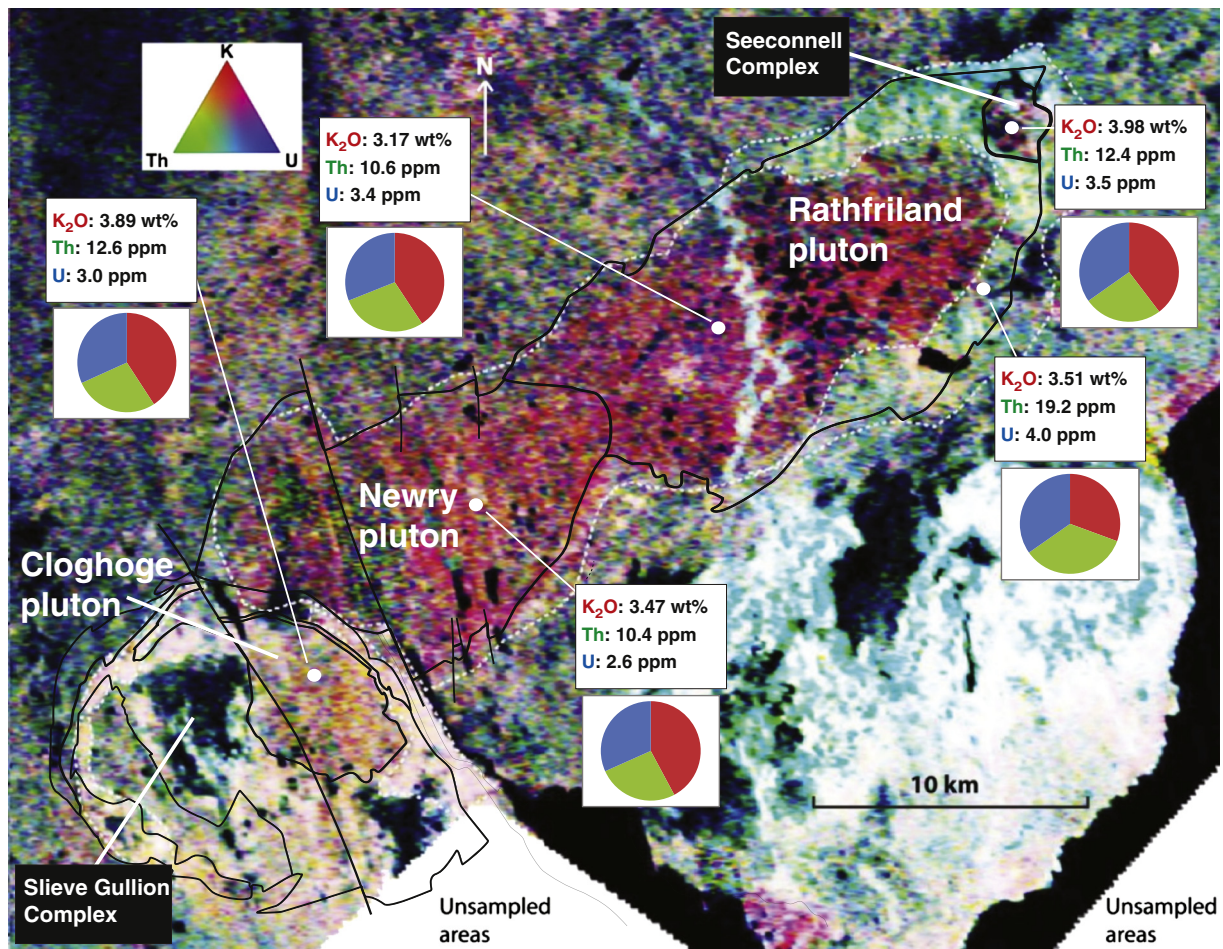 Seeconnell
Complex
K
Th
U
N
K₂O: 3.17 wt%
Th: 10.6 ppm
U: 3.4 ppm
K₂O: 3.98 wt%
Th: 12.4 ppm
U: 3.5 ppm
K₂O: 3.89 wt%
Th: 12.6 ppm
U: 3.0 ppm
Rathfriland
pluton
K₂O: 3.51 wt%
Th: 19.2 ppm
U: 4.0 ppm
Newry
pluton
Cloghoge
pluton
K₂O: 3.47 wt%
Th: 10.4 ppm
U: 2.6 ppm
10 km
Slieve Gullion
Complex
Unsampled
areas
Unsampled
areas